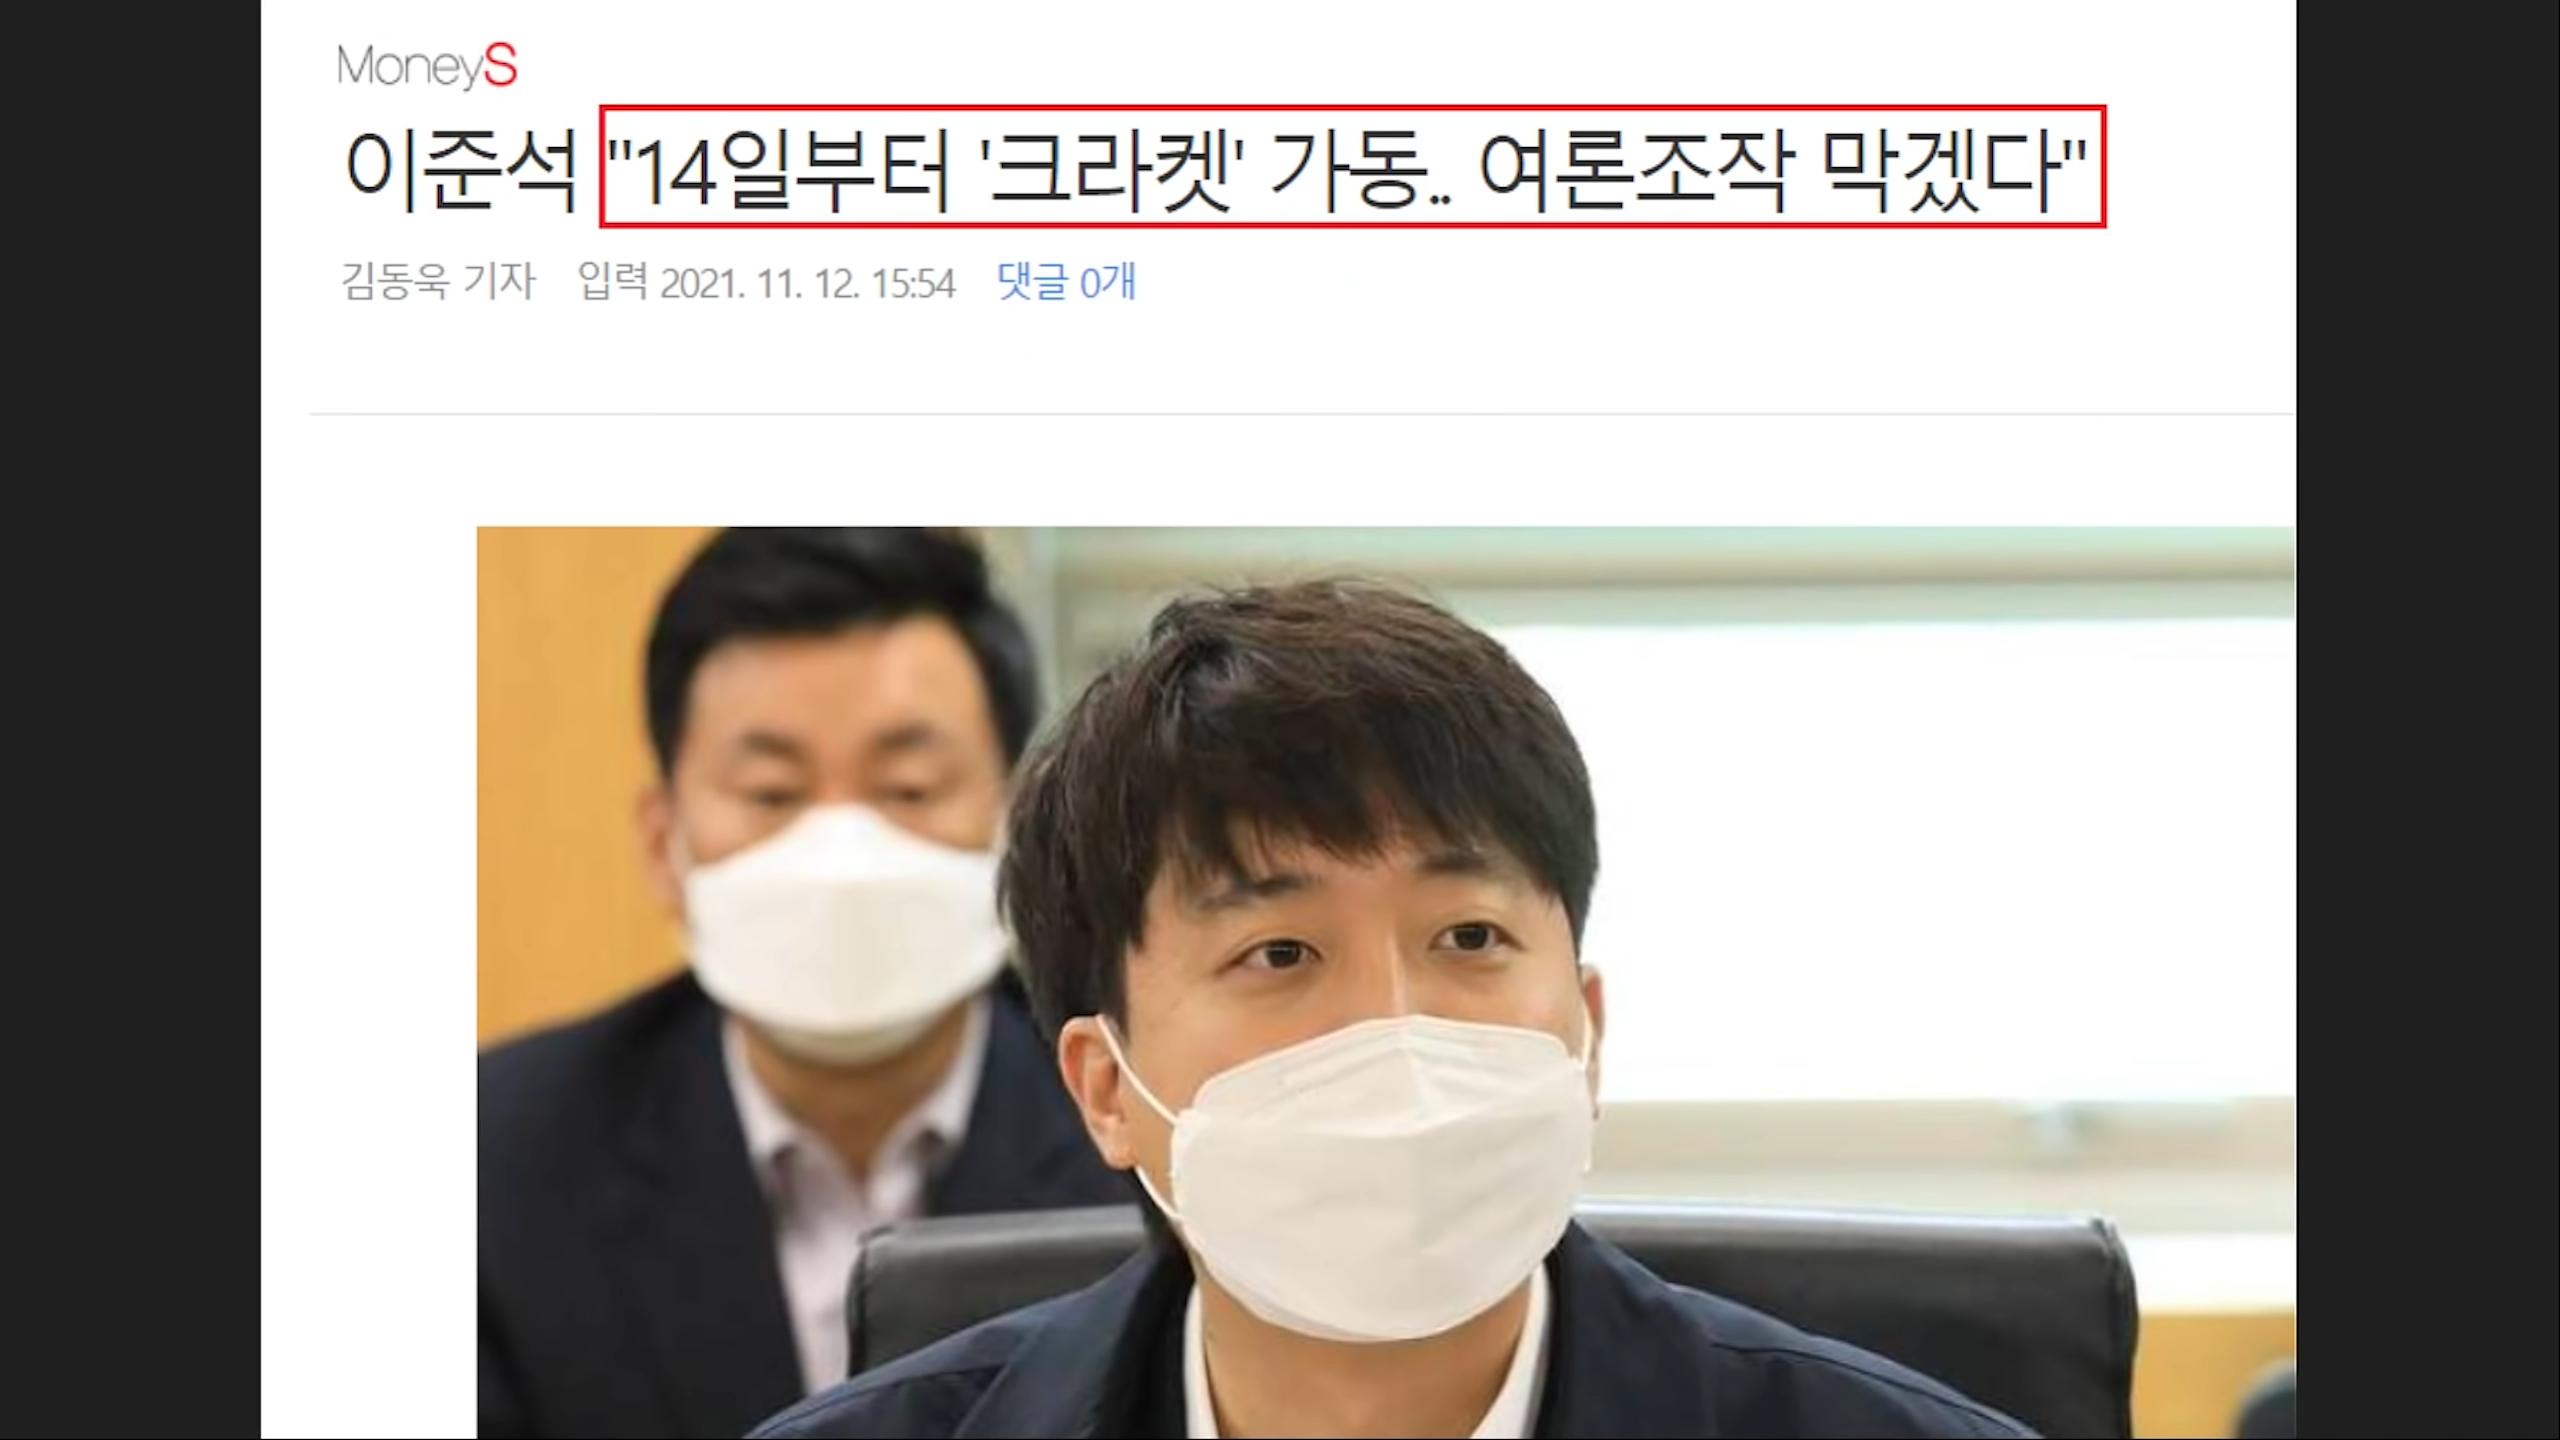 MoneyS
이준석 "14일부터 '크라켓' 가동.. 여론조작 막겠다"
김동욱 기자 입력 2021. 11. 12. 15:54 댓글 0개